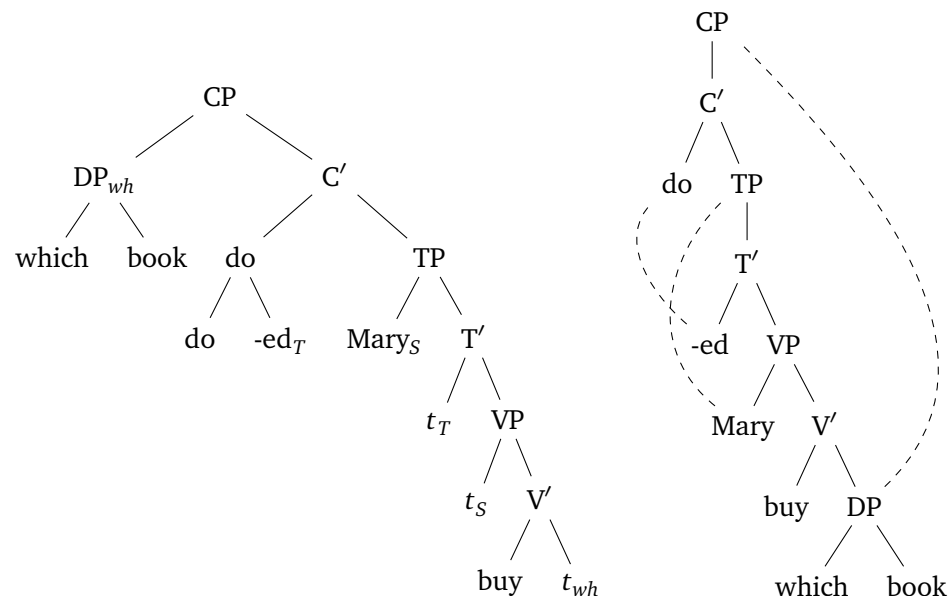 CP
DP_wh C′
which book do TP
do -ed_T Mary_S T′
t_T VP
t_S V′
buy t_wh
CP
C′
do TP
T′
-ed VP
Mary V′
buy DP
which book